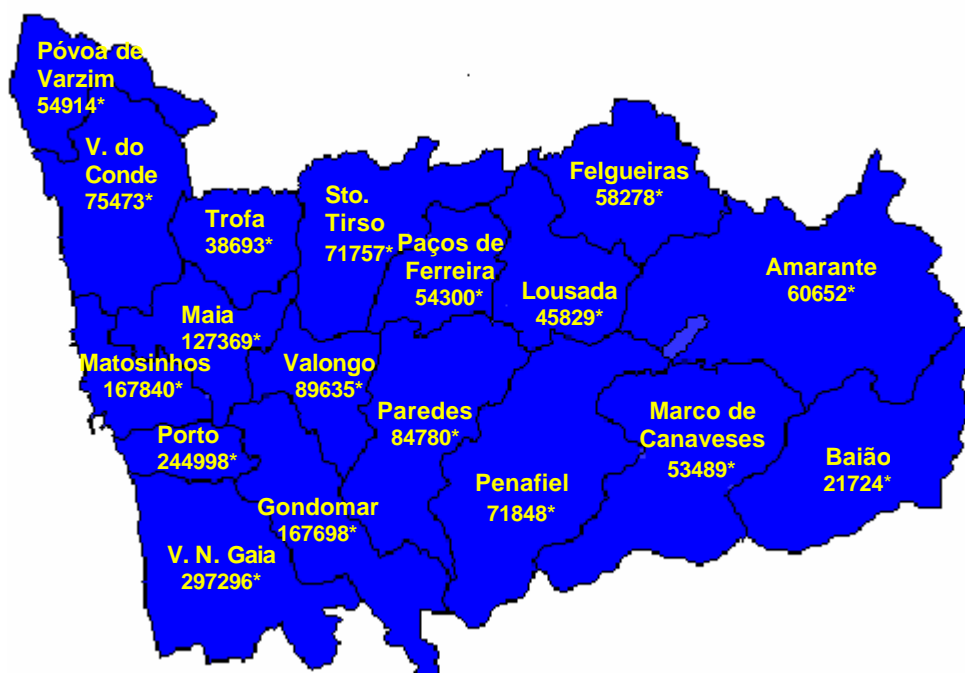 Póvoa de
Varzim
54914*
V. do
Conde
75473*
Trofa
38693*
Sto.
Tirso
71757*
Paços de
Ferreira
54300*
Felgueiras
58278*
Lousada
45829*
Amarante
60652*
Maia
127369*
Matosinhos
167840*
Valongo
89635*
Paredes
84780*
Marco de
Canaveses
53489*
Baião
21724*
Porto
244998*
Gondomar
167698*
Penafiel
71848*
V. N. Gaia
297296*